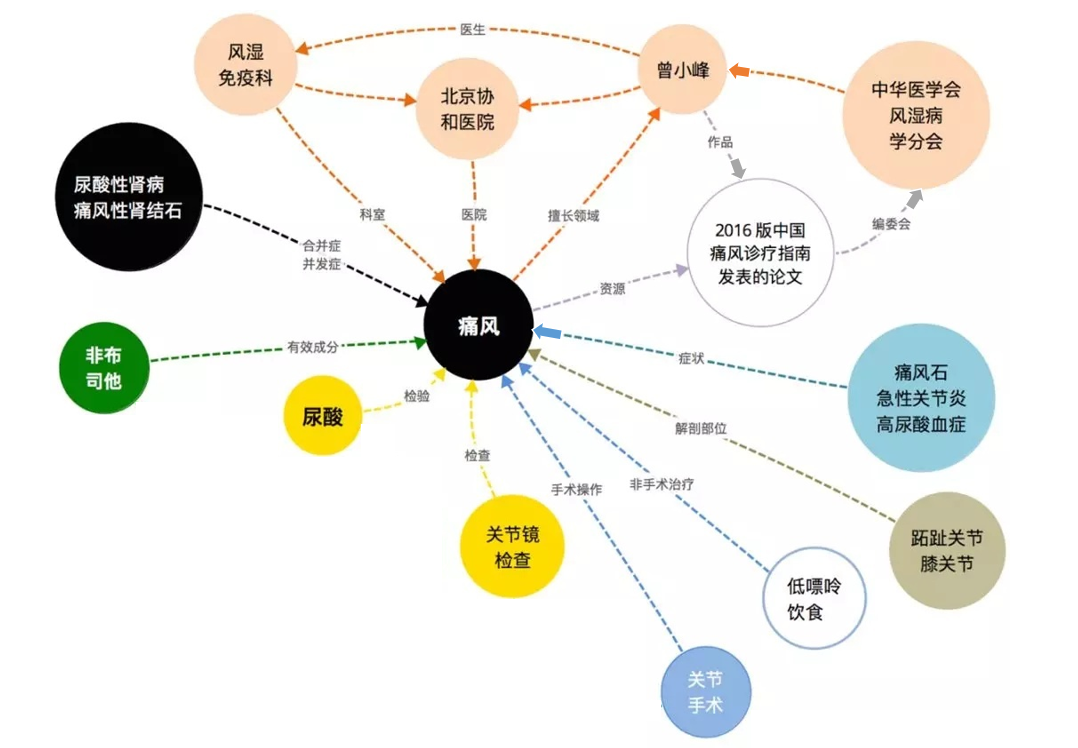 医生
风湿
免疫科
曾小峰
北京协
和医院
中华医学会
风湿病
学分会
作品
尿酸性肾病
痛风性肾结石
科室
医院
擅长领域
编委会
2016 版中国
痛风诊疗指南
发表的论文
合并症
并发症
资源
痛风
非布
司他
有效成分
症状
痛风石
急性关节炎
高尿酸血症
尿酸
检验
解剖部位
检查
手术操作
非手术治疗
关节镜
检查
跖趾关节
膝关节
低嘌呤
饮食
关节
手术